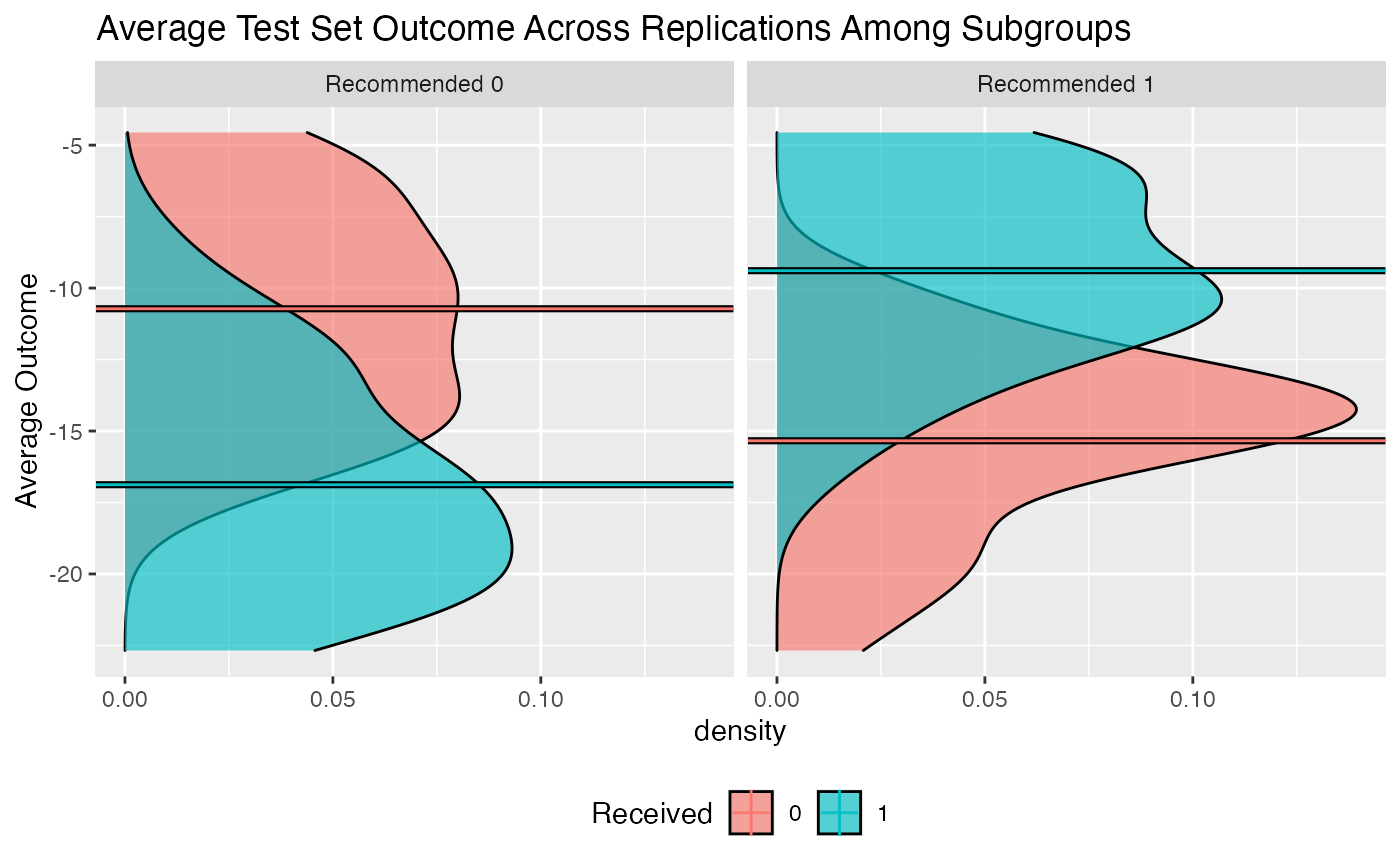 Average Test Set Outcome Across Replications Among Subgroups
Recommended 0
Recommended 1
Average Outcome
-5
-10
-15
-20
0.00
0.05
0.10
0.00
0.05
0.10
density
Received
0
1